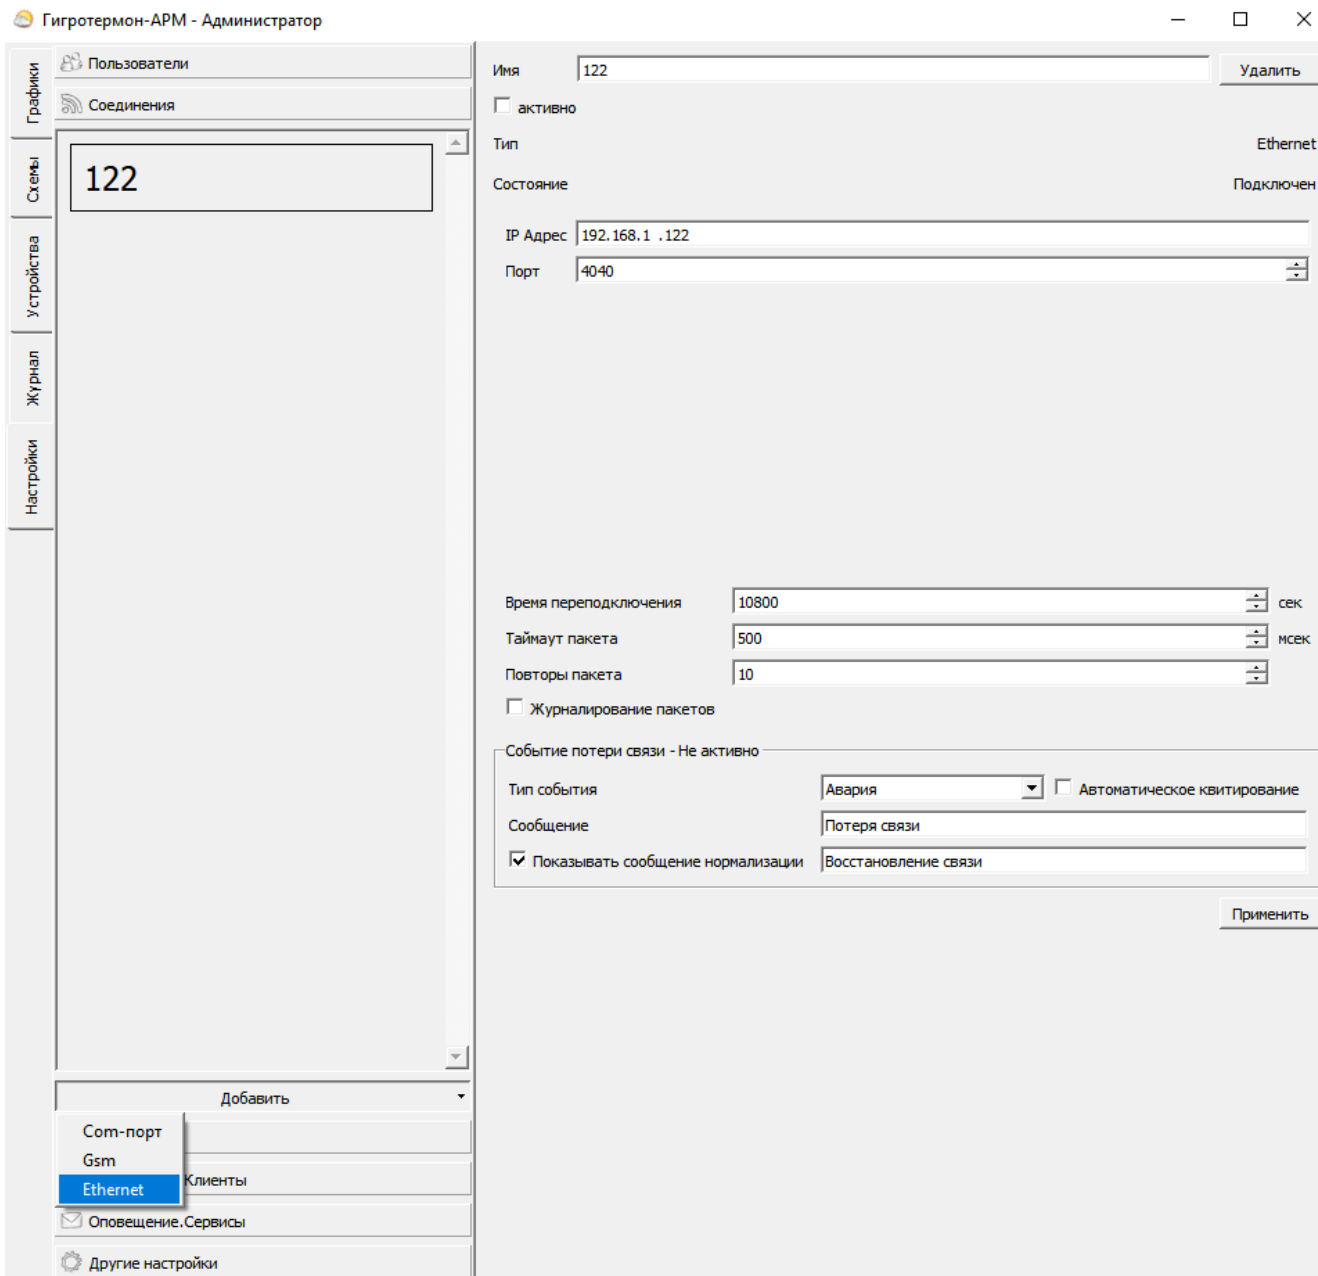 Гигротермон-АРМ - Администратор
Графики
Схемы
Устройства
Журнал
Настройки
Пользователи
Соединения
122
Добавить
Com-порт
Gsm
Ethernet
Клиенты
Оповещение.Сервисы
Другие настройки
Имя 122 Удалить
активно
Тип Ethernet
Состояние Подключен
IP Адрес 192.168.1 .122
Порт 4040
Время переподключения 10800 сек
Таймаут пакета 500 мсек
Повторы пакета 10
Журналирование пакетов
Событие потери связи - Не активно
Тип события Авария Автоматическое квитирование
Сообщение Потеря связи
Показывать сообщение нормализации Восстановление связи
Применить